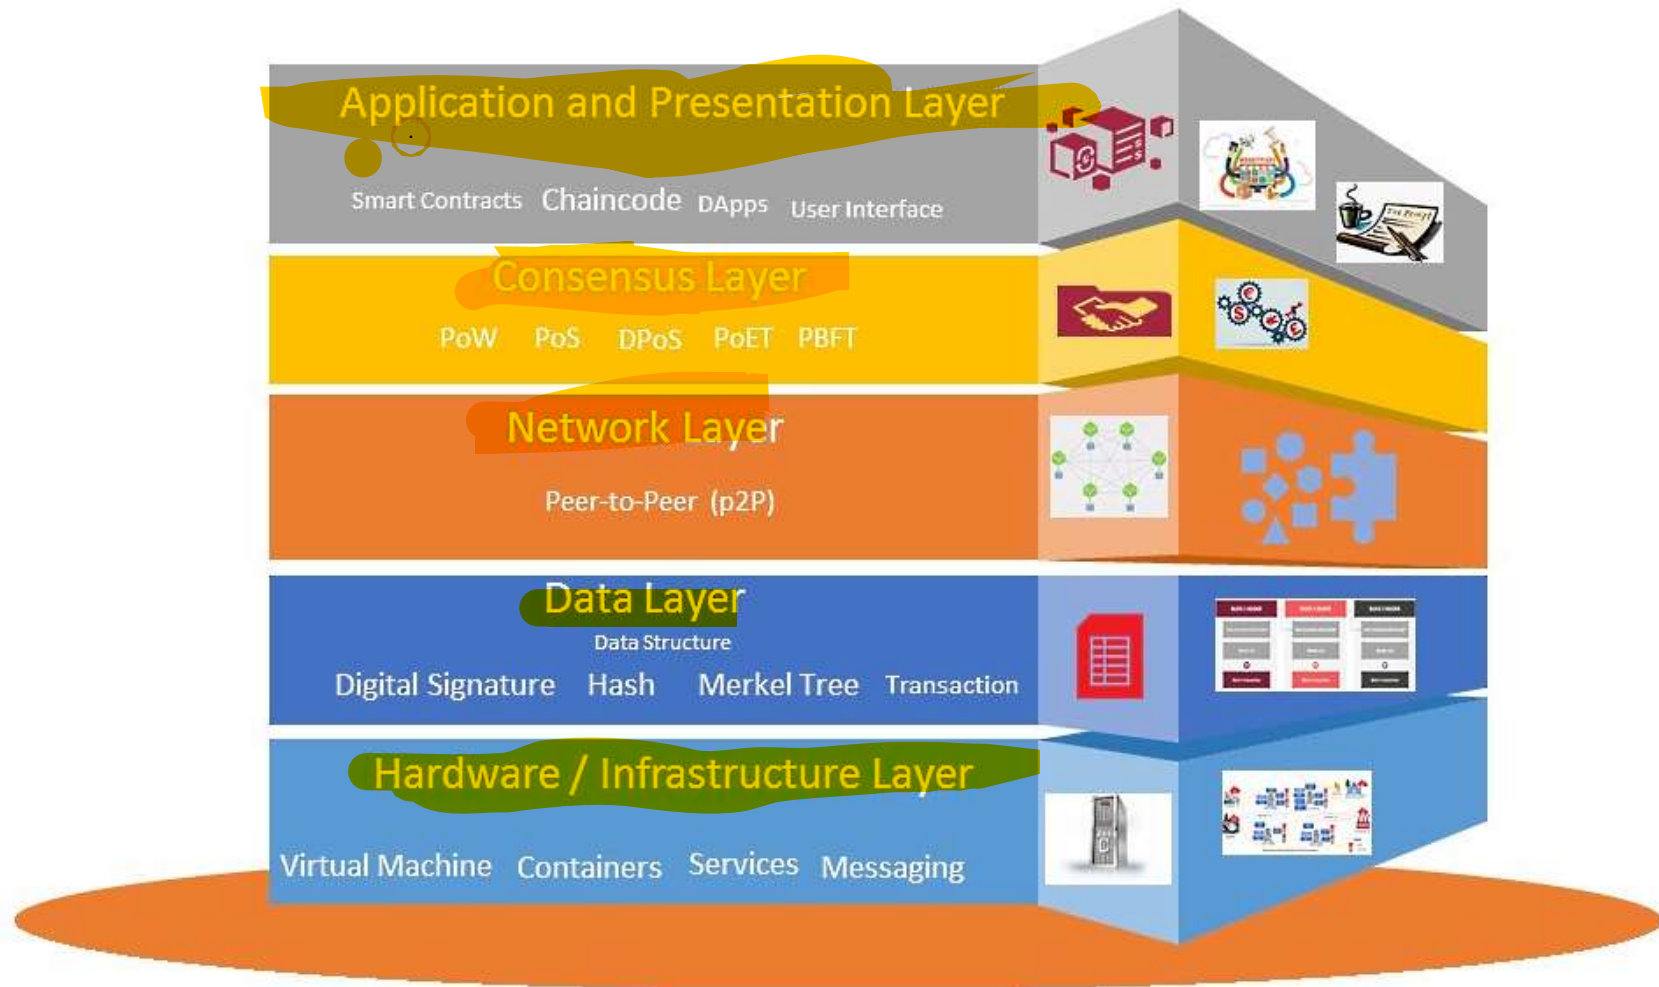 Application and Presentation Layer
Smart Contracts Chaincode DApps User Interface
Consensus Layer
PoW PoS DPoS PoET PBFT
Network Layer
Peer-to-Peer (p2P)
Data Layer
Data Structure
Digital Signature Hash Merkel Tree Transaction
Hardware / Infrastructure Layer
Virtual Machine Containers Services Messaging